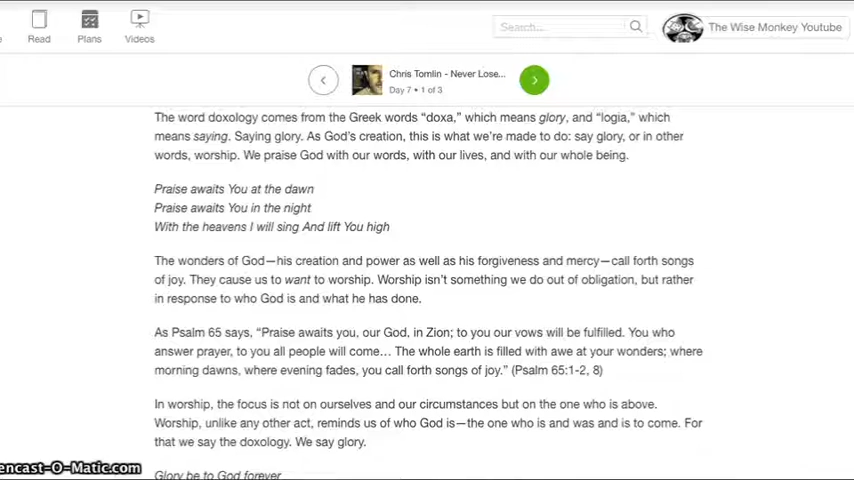 Read
Plans
Videos
Search...
The Wise Monkey Youtube
Chris Tomlin - Never Lose...
Day 7 • 1 of 3
The word doxology comes from the Greek words “doxa,” which means glory, and “logia,” which
means saying. Saying glory. As God’s creation, this is what we’re made to do: say glory, or in other
words, worship. We praise God with our words, with our lives, and with our whole being.
Praise awaits You at the dawn
Praise awaits You in the night
With the heavens I will sing And lift You high
The wonders of God—his creation and power as well as his forgiveness and mercy—call forth songs
of joy. They cause us to want to worship. Worship isn’t something we do out of obligation, but rather
in response to who God is and what he has done.
As Psalm 65 says, “Praise awaits you, our God, in Zion; to you our vows will be fulfilled. You who
answer prayer, to you all people will come… The whole earth is filled with awe at your wonders; where
morning dawns, where evening fades, you call forth songs of joy.” (Psalm 65:1-2, 8)
In worship, the focus is not on ourselves and our circumstances but on the one who is above.
Worship, unlike any other act, reminds us of who God is—the one who is and was and is to come. For
that we say the doxology. We say glory.
encast-O-Matic.com
Glory be to God forever